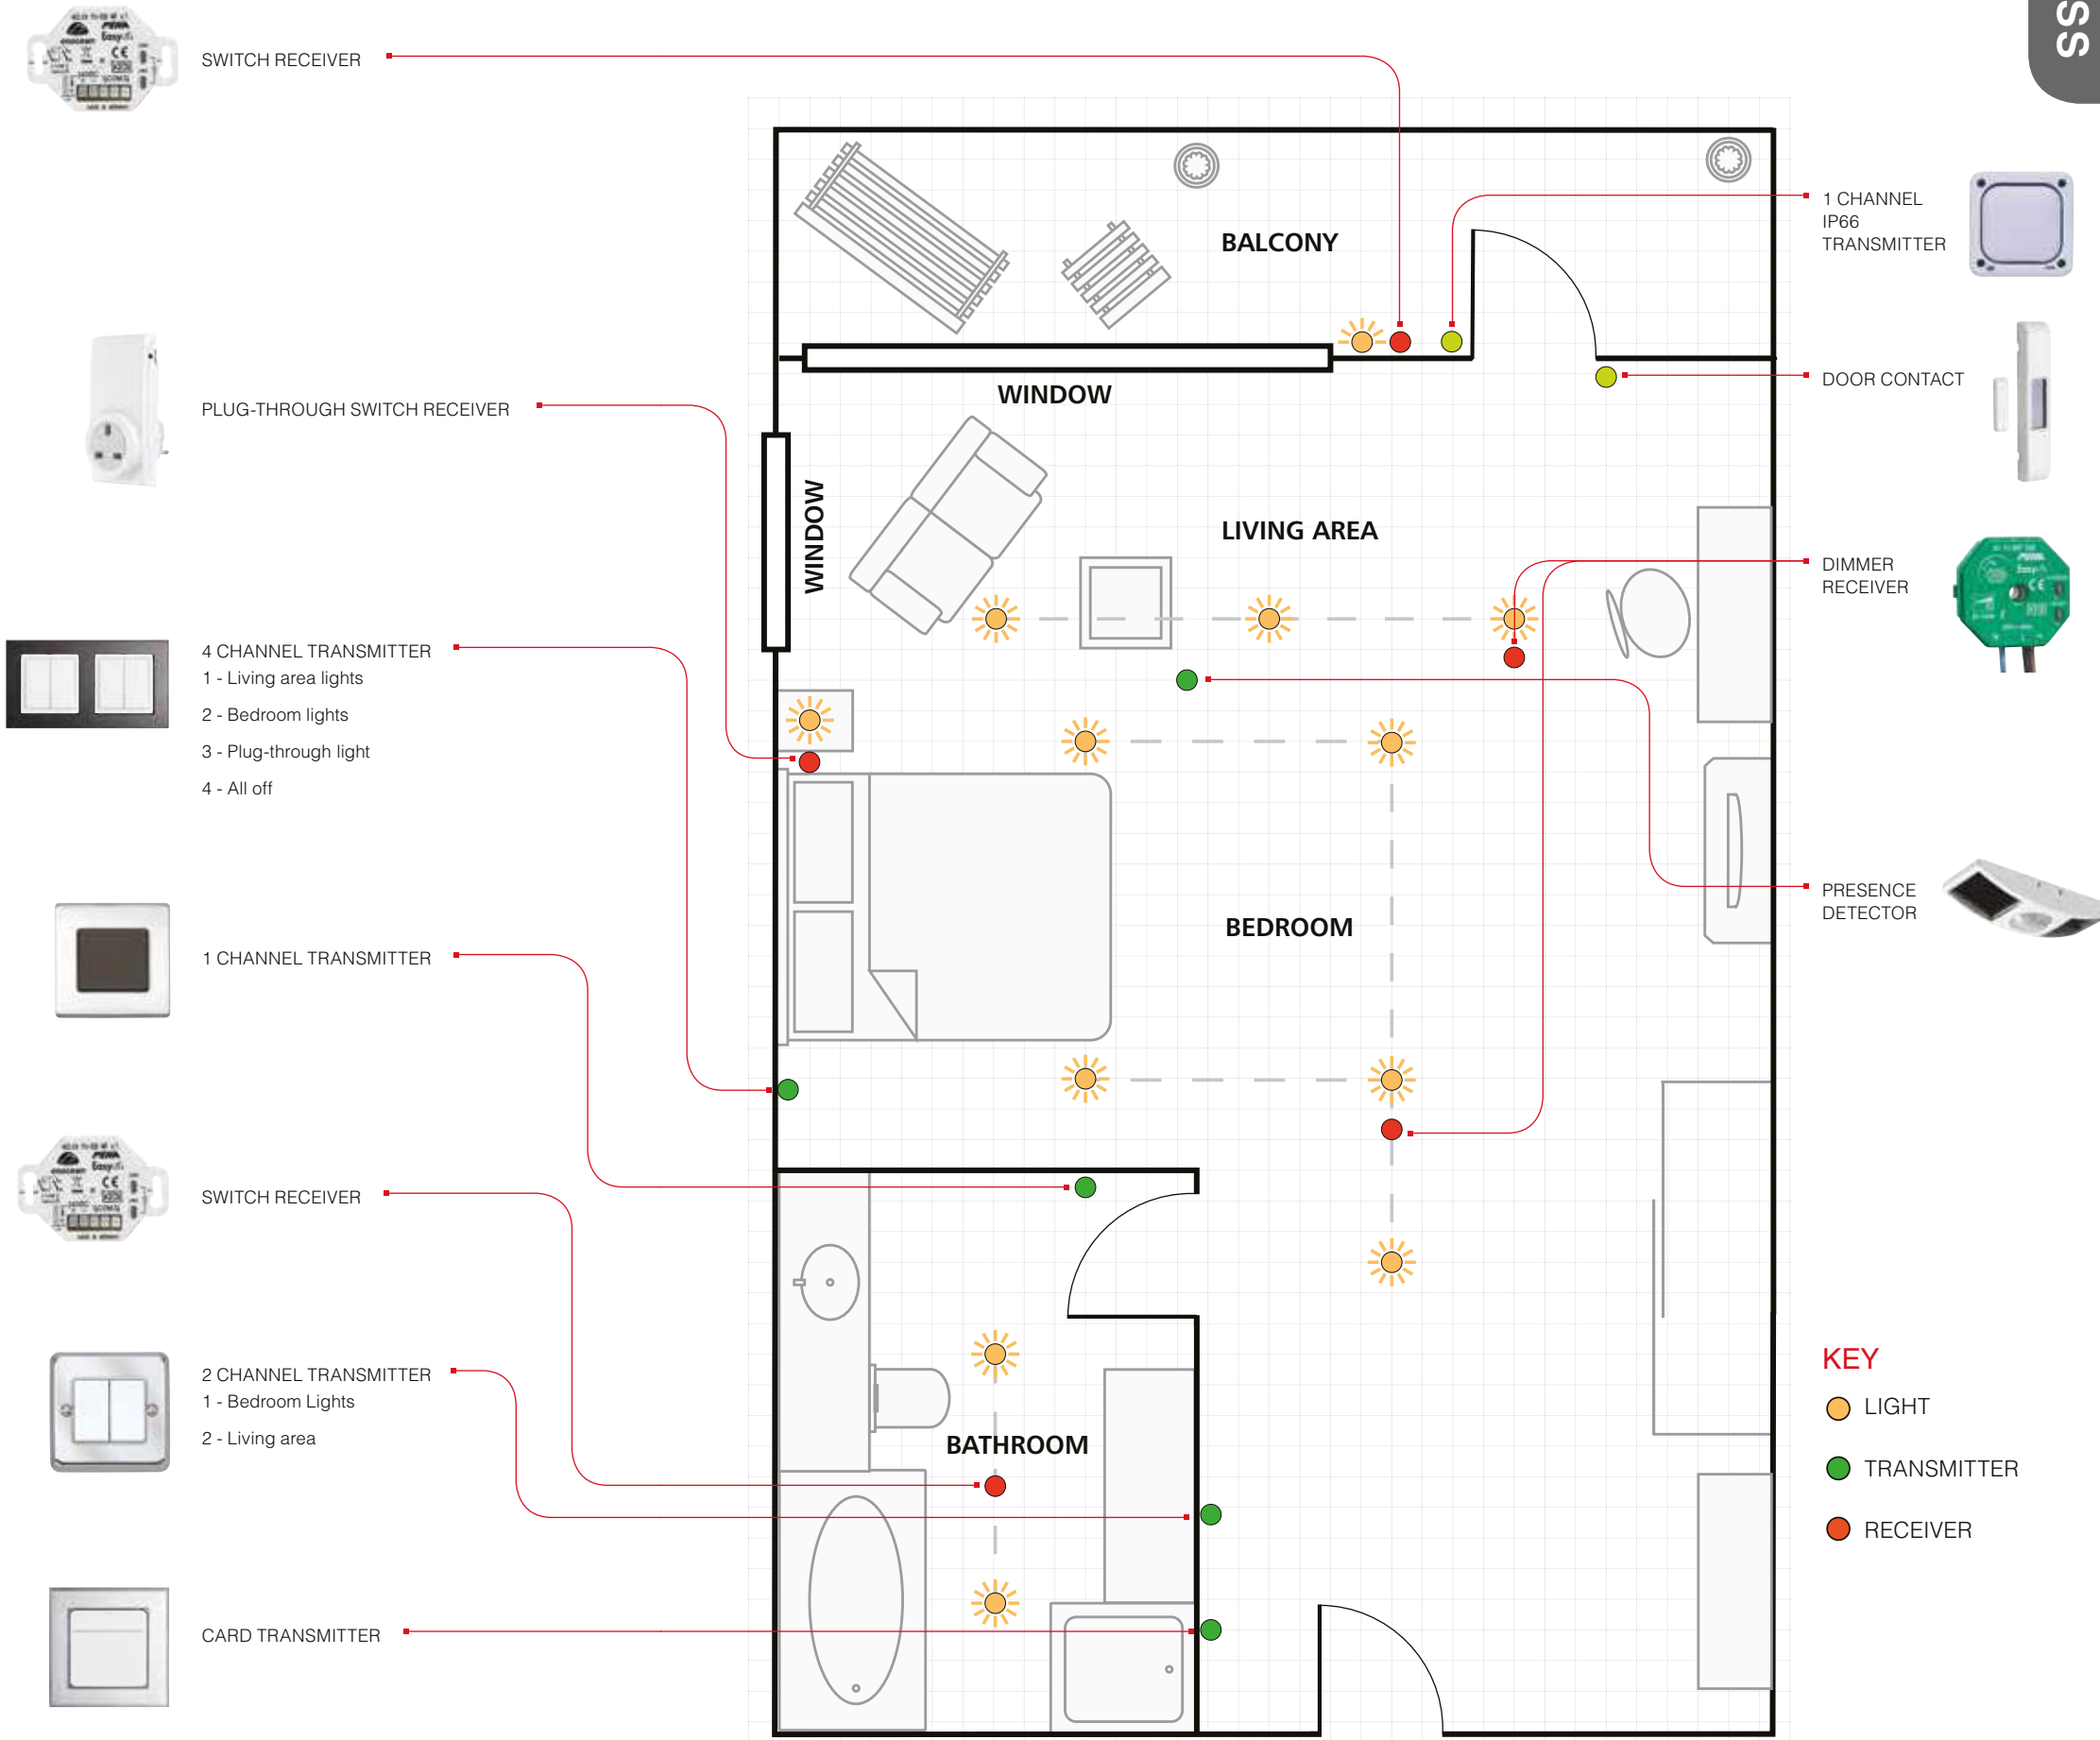 SS
SWITCH RECEIVER
PLUG-THROUGH SWITCH RECEIVER
4 CHANNEL TRANSMITTER
1 - Living area lights
2 - Bedroom lights
3 - Plug-through light
4 - All off
1 CHANNEL TRANSMITTER
SWITCH RECEIVER
2 CHANNEL TRANSMITTER
1 - Bedroom Lights
2 - Living area
CARD TRANSMITTER
BALCONY
WINDOW
WINDOW
LIVING AREA
BEDROOM
BATHROOM
1 CHANNEL
IP66
TRANSMITTER
DOOR CONTACT
DIMMER
RECEIVER
PRESENCE
DETECTOR
KEY
LIGHT
TRANSMITTER
RECEIVER